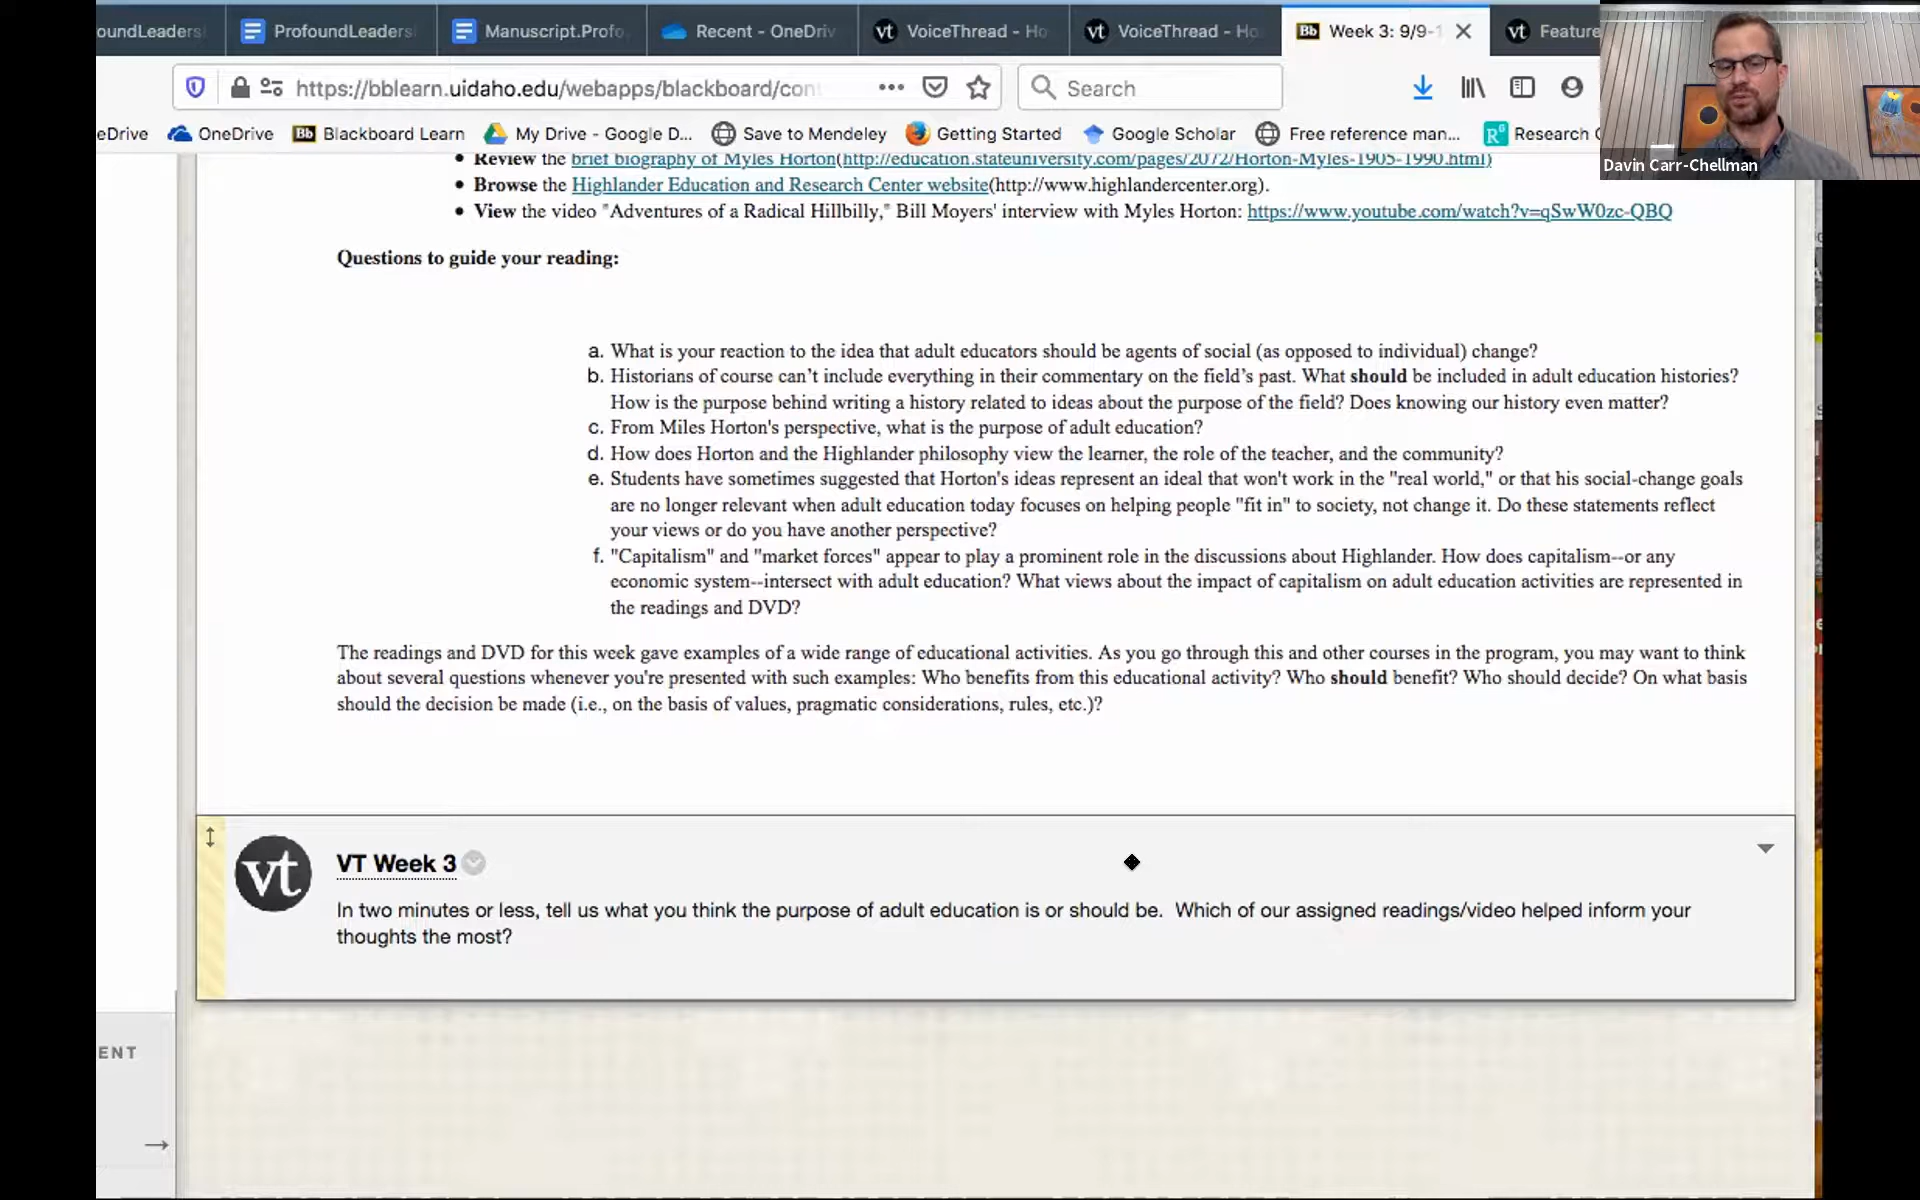 oundLeaders
ProfoundLeaders
Manuscript.Profo
Recent - OneDriv
vt VoiceThread - Ho
vt VoiceThread - Ho
Bb Week 3: 9/9-1
vt Feature
https://bblearn.uidaho.edu/webapps/blackboard/con
Search
eDrive
OneDrive
Bb Blackboard Learn
My Drive - Google D...
Save to Mendeley
Getting Started
Google Scholar
Free reference man...
Research
Davin Carr-Chellman
• Review the brief biography of Myles Horton(http://education.stateuniversity.com/pages/2072/Horton-Myles-1905-1990.html)
• Browse the Highlander Education and Research Center website(http://www.highlandercenter.org).
• View the video "Adventures of a Radical Hillbilly," Bill Moyers' interview with Myles Horton: https://www.youtube.com/watch?v=qSwW0zc-QBQ
Questions to guide your reading:
a. What is your reaction to the idea that adult educators should be agents of social (as opposed to individual) change?
b. Historians of course can’t include everything in their commentary on the field’s past. What should be included in adult education histories?
How is the purpose behind writing a history related to ideas about the purpose of the field? Does knowing our history even matter?
c. From Miles Horton's perspective, what is the purpose of adult education?
d. How does Horton and the Highlander philosophy view the learner, the role of the teacher, and the community?
e. Students have sometimes suggested that Horton's ideas represent an ideal that won't work in the "real world," or that his social-change goals
are no longer relevant when adult education today focuses on helping people "fit in" to society, not change it. Do these statements reflect
your views or do you have another perspective?
f. "Capitalism" and "market forces" appear to play a prominent role in the discussions about Highlander. How does capitalism--or any
economic system--intersect with adult education? What views about the impact of capitalism on adult education activities are represented in
the readings and DVD?
The readings and DVD for this week gave examples of a wide range of educational activities. As you go through this and other courses in the program, you may want to think
about several questions whenever you're presented with such examples: Who benefits from this educational activity? Who should benefit? Who should decide? On what basis
should the decision be made (i.e., on the basis of values, pragmatic considerations, rules, etc.)?
vt
VT Week 3
In two minutes or less, tell us what you think the purpose of adult education is or should be. Which of our assigned readings/video helped inform your
thoughts the most?
ENT